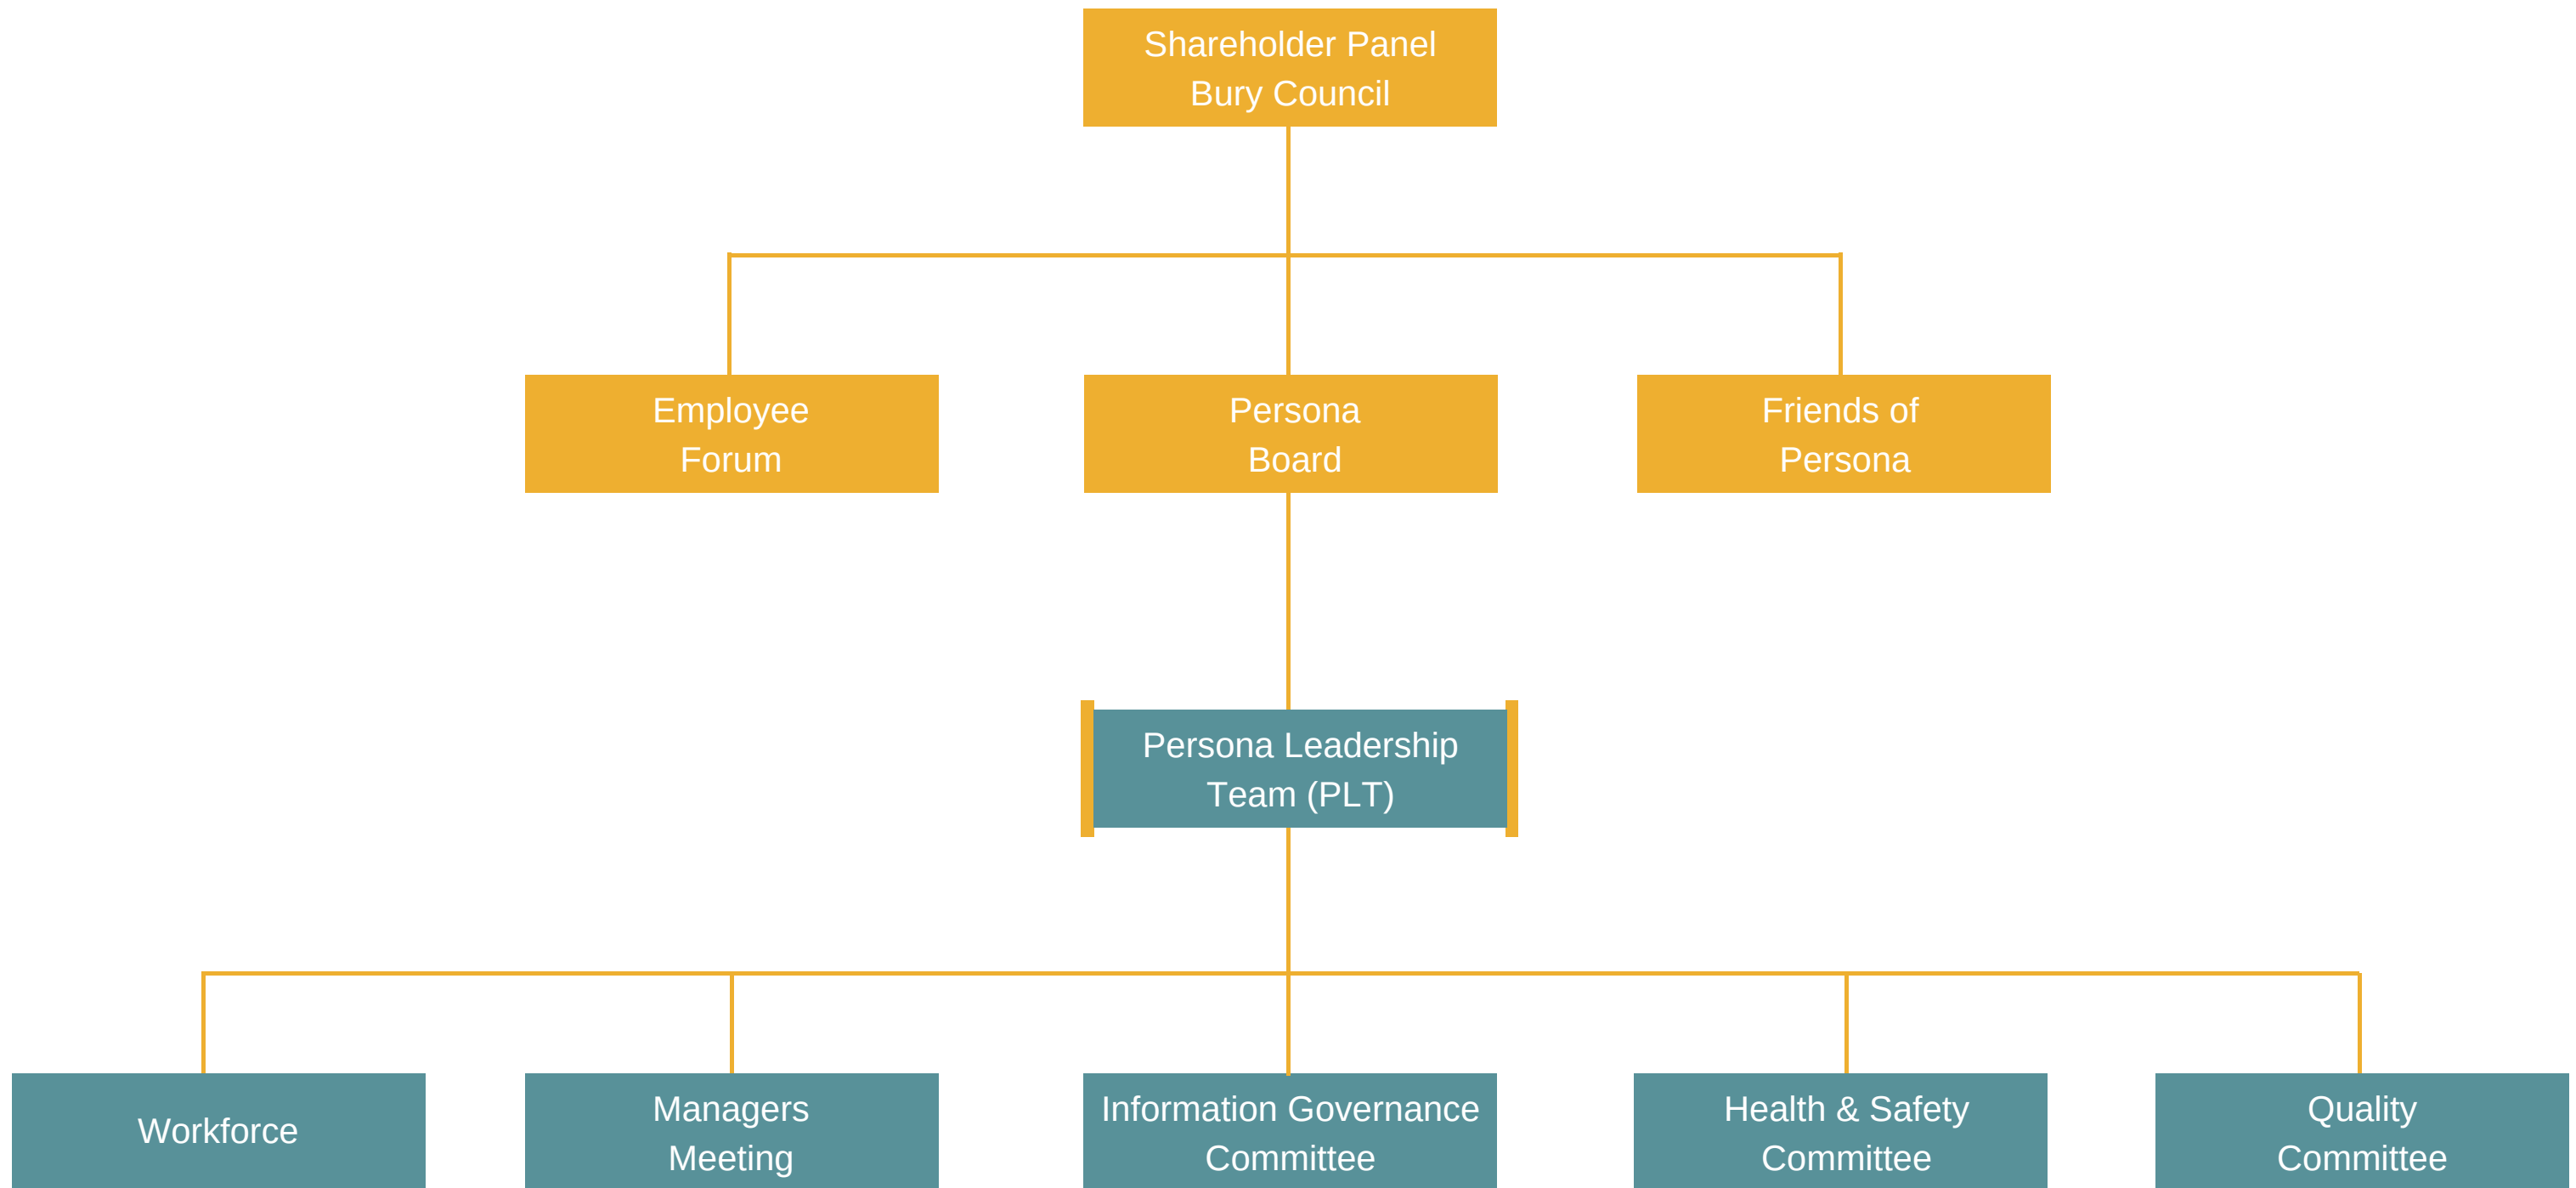 Shareholder Panel
Bury Council
Employee
Forum
Persona
Board
Friends of
Persona
Persona Leadership
Team (PLT)
Workforce
Managers
Meeting
Information Governance
Committee
Health & Safety
Committee
Quality
Committee